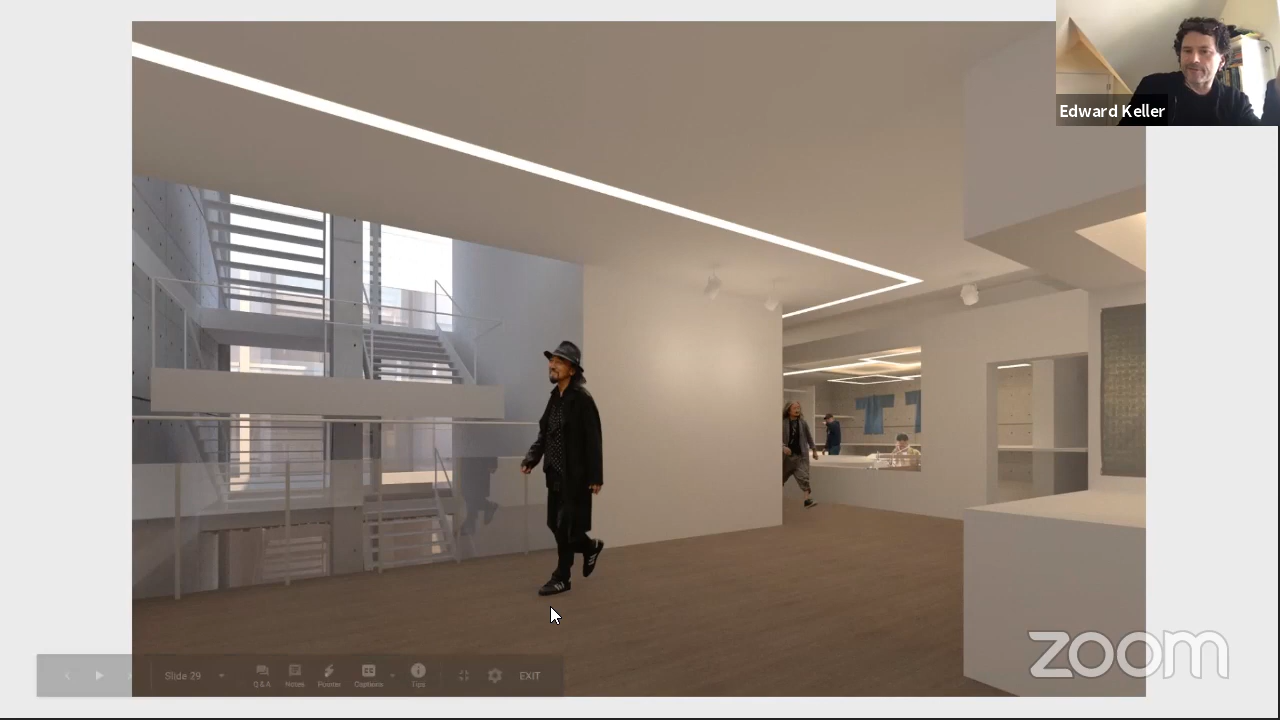 Edward Keller
zoom
Slide 29
Q&A
Notes
Pointer
Captions
Tips
EXIT